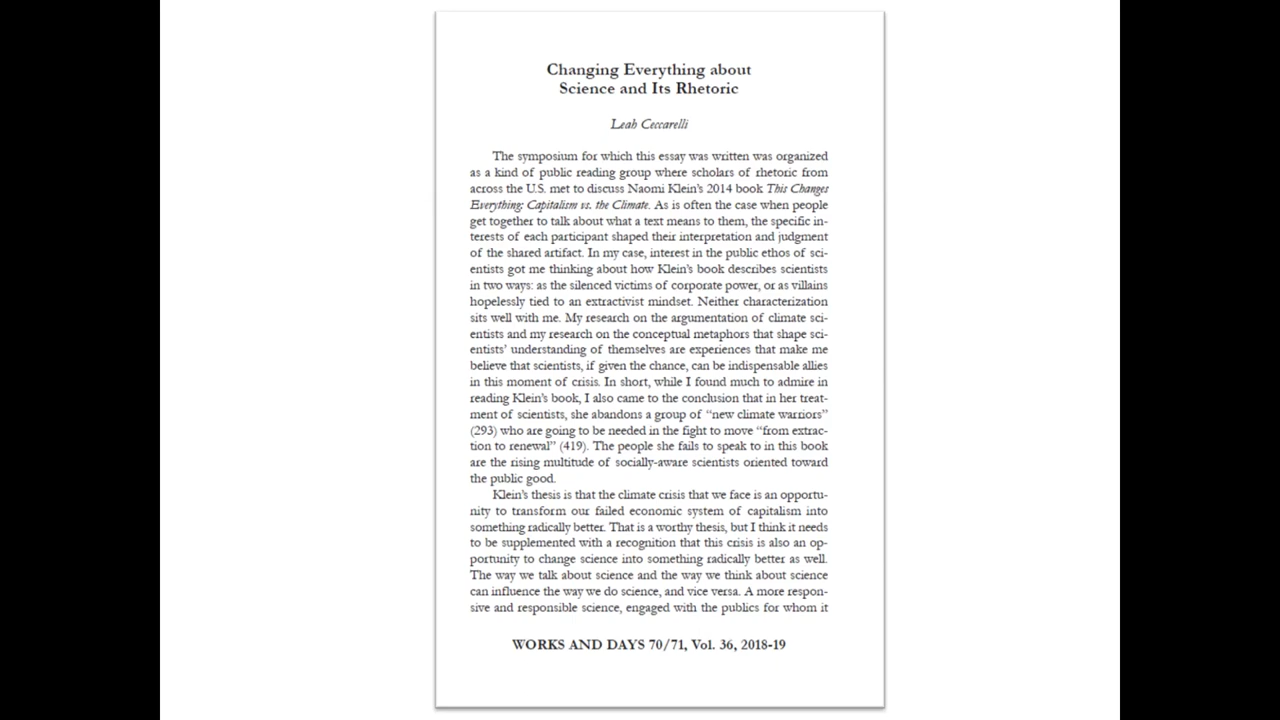 Changing Everything about
Science and Its Rhetoric
Leah Ceccarelli
The symposium for which this essay was written was organized
as a kind of public reading group where scholars of rhetoric from
across the U.S. met to discuss Naomi Klein's 2014 book This Changes
Everything: Capitalism vs. the Climate. As is often the case when people
get together to talk about what a text means to them, the specific in-
terests of each participant shaped their interpretation and judgment
of the shared artifact. In my case, interest in the public ethos of sci-
entists got me thinking about how Klein's book describes scientists
in two ways: as the silenced victims of corporate power, or as villains
hopelessly tied to an extractivist mindset. Neither characterization
sits well with me. My research on the argumentation of climate sci-
entists and my research on the conceptual metaphors that shape sci-
entists' understanding of themselves are experiences that make me
believe that scientists, if given the chance, can be indispensable allies
in this moment of crisis. In short, while I found much to admire in
reading Klein's book, I also came to the conclusion that in her treat-
ment of scientists, she abandons a group of "new climate warriors"
(293) who are going to be needed in the fight to move "from extrac-
tion to renewal" (419). The people she fails to speak to in this book
are the rising multitude of socially-aware scientists oriented toward
the public good.
Klein's thesis is that the climate crisis that we face is an opportu-
nity to transform our failed economic system of capitalism into
something radically better. That is a worthy thesis, but I think it needs
to be supplemented with a recognition that this crisis is also an op-
portunity to change science into something radically better as well.
The way we talk about science and the way we think about science
can influence the way we do science, and vice versa. A more respon-
sive and responsible science, engaged with the publics for whom it
WORKS AND DAYS 70/71, Vol. 36, 2018-19